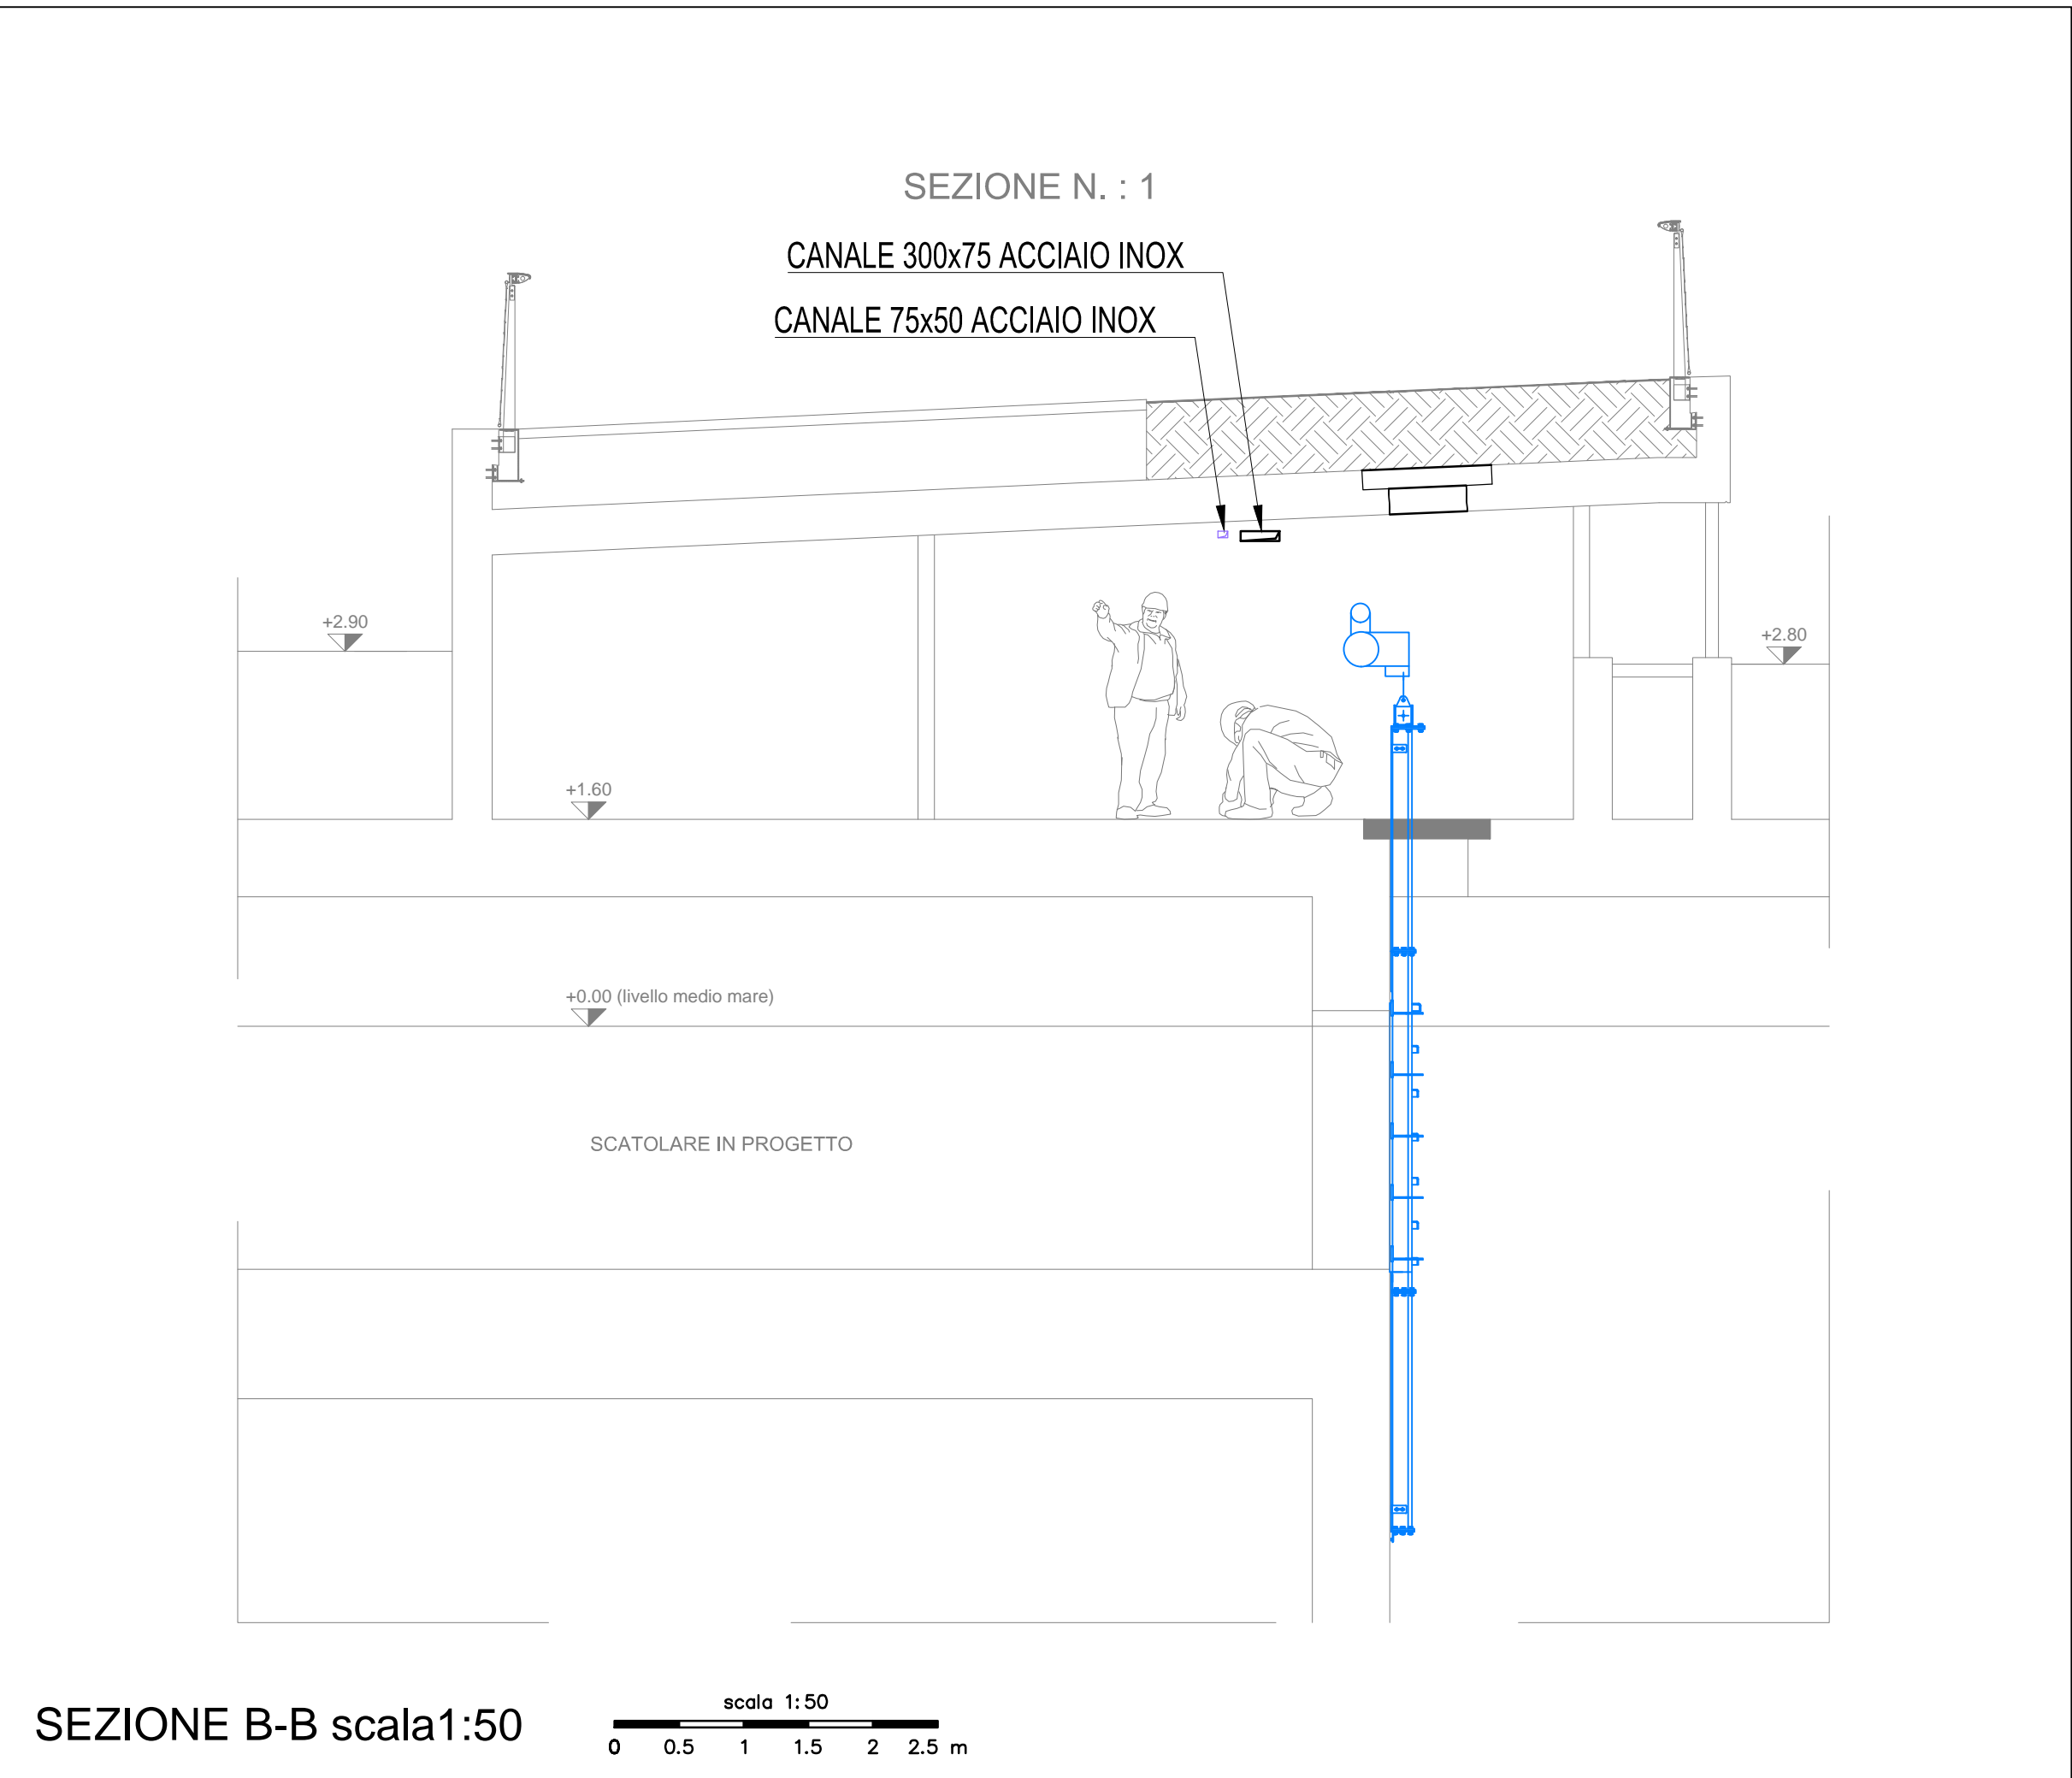 SEZIONE N. : 1
CANALE 300x75 ACCIAIO INOX
CANALE 75x50 ACCIAIO INOX
+2.90
+2.80
+1.60
+0.00 (livello medio mare)
SCATOLARE IN PROGETTO
SEZIONE B-B scala1:50
scala 1:50
0 0.5 1 1.5 2 2.5 m